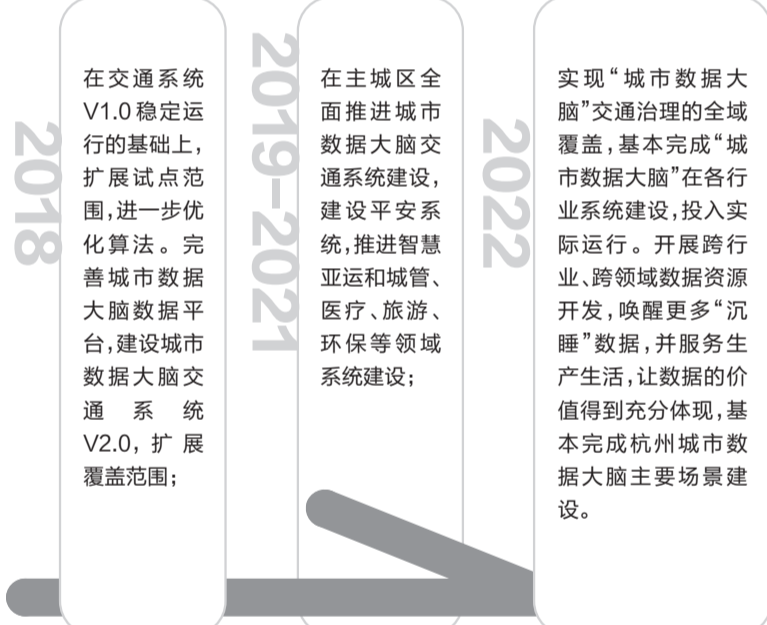 2018
在交通系统
V1.0稳定运
行的基础上，
扩展试点范
围，进一步优
化算法。完
善城市数据
大脑数据平
台，建设城市
数据大脑交
通系统
V2.0，扩展
覆盖范围；
2019-2021
在主城区全
面推进城市
数据大脑交
通系统建设，
建设平安系
统，推进智慧
亚运和城管、
医疗、旅游、
环保等领域
系统建设；
2022
实现“城市数据大
脑”交通治理的全域
覆盖，基本完成“城
市数据大脑”在各行
业系统建设，投入实
际运行。开展跨行
业、跨领域数据资源
开发，唤醒更多“沉
睡”数据，并服务生
产生活，让数据的价
值得到充分体现，基
本完成杭州城市数
据大脑主要场景建
设。